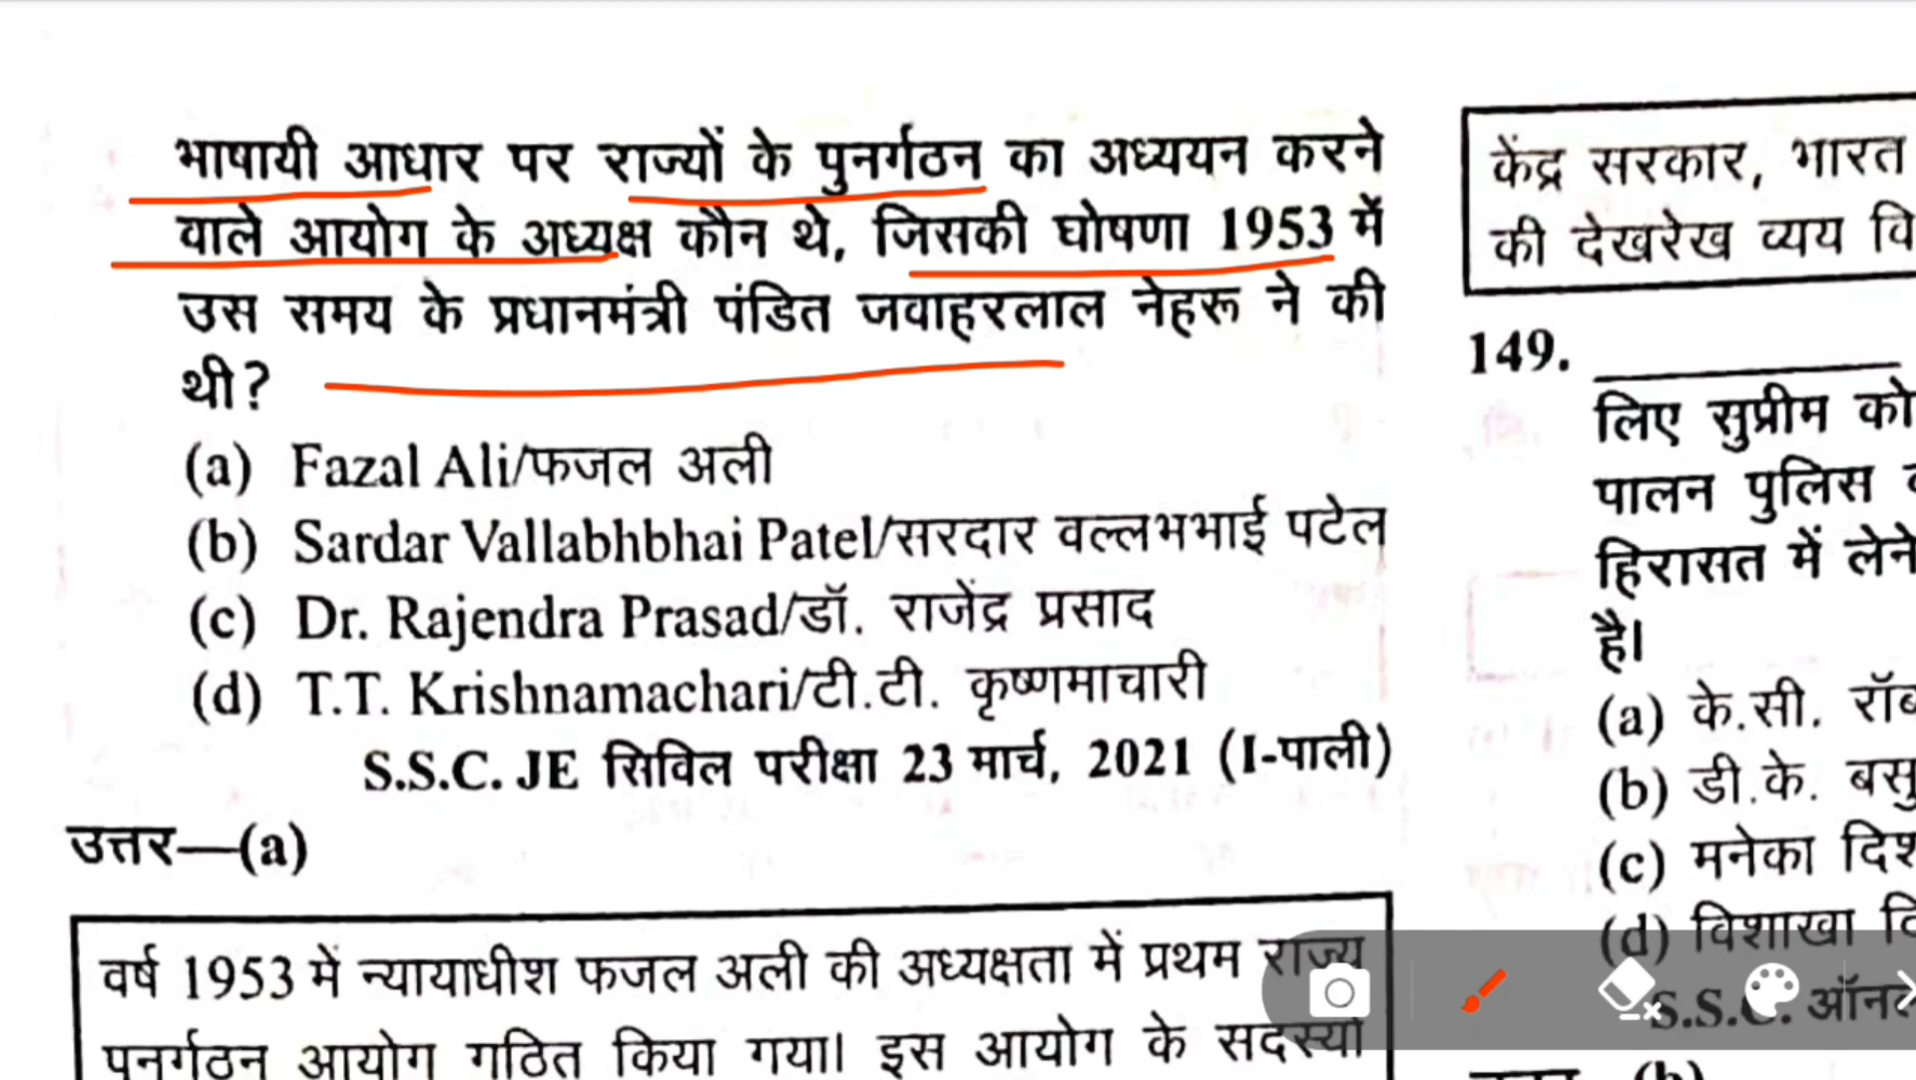 भाषायी आधार पर राज्यों के पुनर्गठन का अध्ययन करने
वाले आयोग के अध्यक्ष कौन थे, जिसकी घोषणा 1953 में
उस समय के प्रधानमंत्री पंडित जवाहरलाल नेहरू ने की
थी?
(a) Fazal Ali/फजल अली
(b) Sardar Vallabhbhai Patel/सरदार वल्लभभाई पटेल
(c) Dr. Rajendra Prasad/डॉ. राजेंद्र प्रसाद
(d) T.T. Krishnamachari/टी.टी. कृष्णमाचारी
S.S.C. JE सिविल परीक्षा 23 मार्च, 2021 (I-पाली)
उत्तर—(a)
वर्ष 1953 में न्यायाधीश फजल अली की अध्यक्षता में प्रथम राज्य
पुनर्गठन आयोग गठित किया गया। इस आयोग के सदस्यों
केंद्र सरकार, भारत
की देखरेख व्यय वि
149.
लिए सुप्रीम को
पालन पुलिस
हिरासत में लेने
है।
(a) के.सी.
(b) डी.के. बसु
(c) मनेका
(d) विशाखा
S.S.C.
(b)